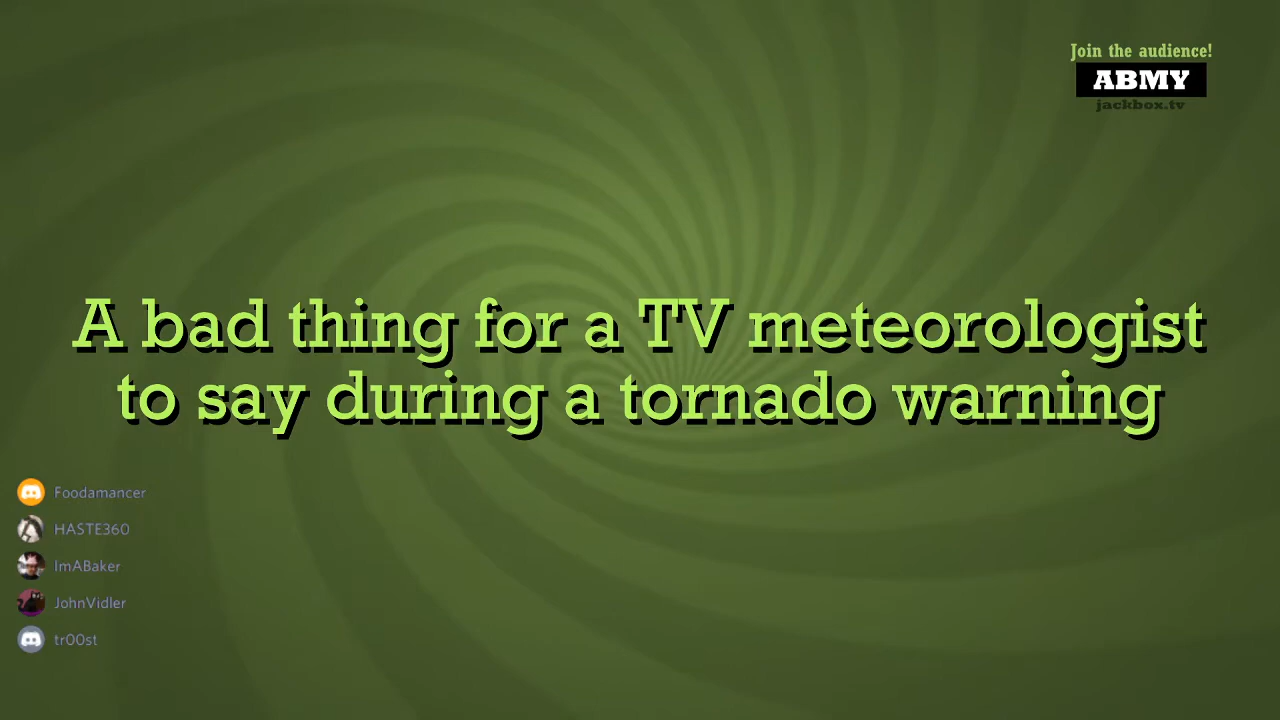 Join the audience!
ABMY
jackbox.tv
A bad thing for a TV meteorologist
to say during a tornado warning
Foodamancer
HASTE360
ImABaker
JohnVidler
tr00st